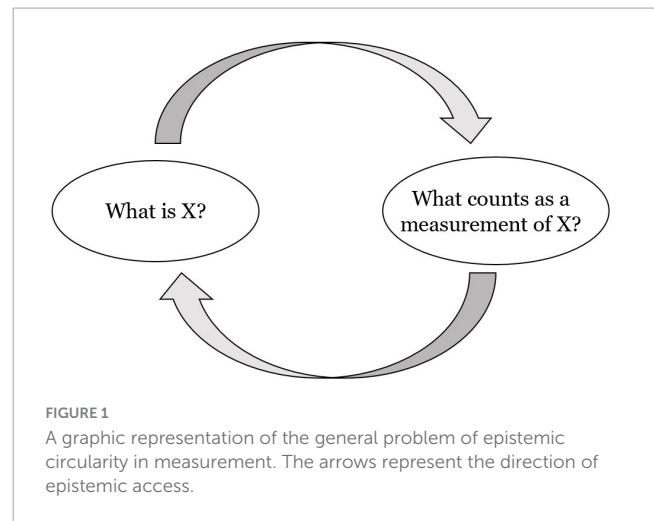 What is X?
What counts as a
measurement of X?
FIGURE 1
A graphic representation of the general problem of epistemic
circularity in measurement. The arrows represent the direction of
epistemic access.